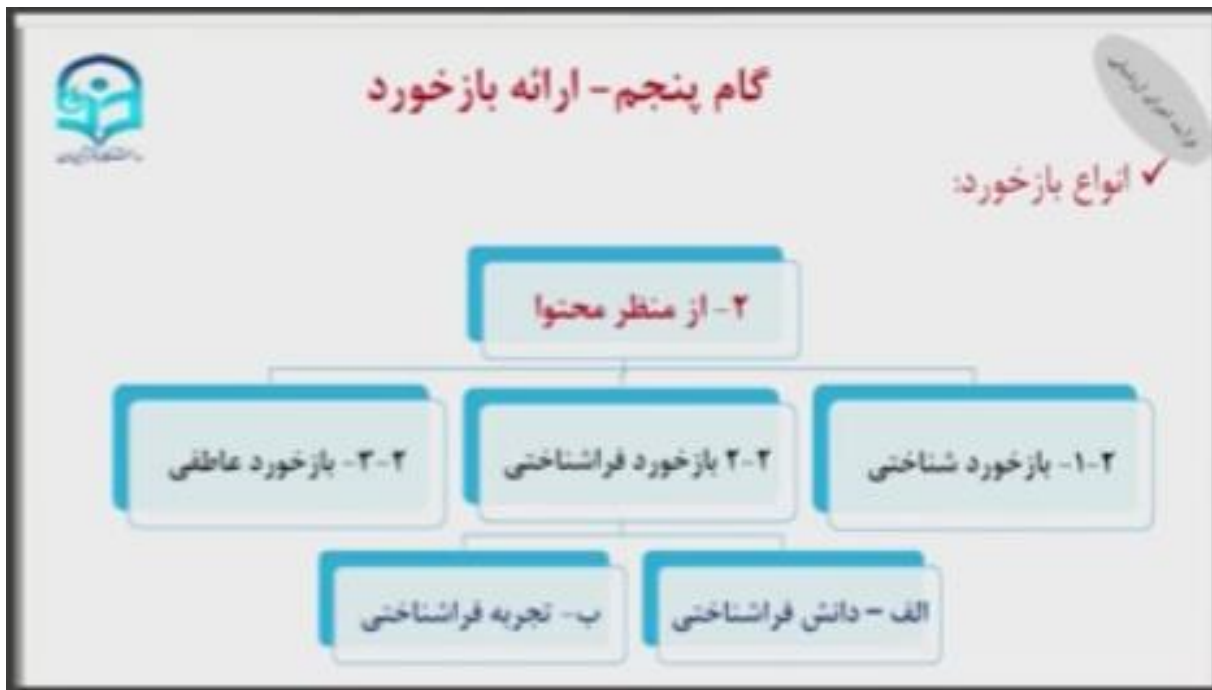 گام پنجم- ارائه بازخورد
✓ انواع بازخورد:
۲- از منظر محتوا
۲-۱- بازخورد شناختی
۲-۲ بازخورد فراشناختی
۲-۳- بازخورد عاطفی
الف – دانش فراشناختی
ب- تجربه فراشناختی